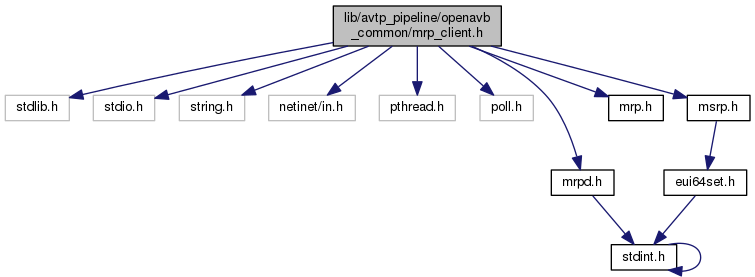 lib/avtp_pipeline/openavb
_common/mrp_client.h
stdlib.h
stdio.h
string.h
netinet/in.h
pthread.h
poll.h
mrp.h
msrp.h
mrpd.h
eui64set.h
stdint.h